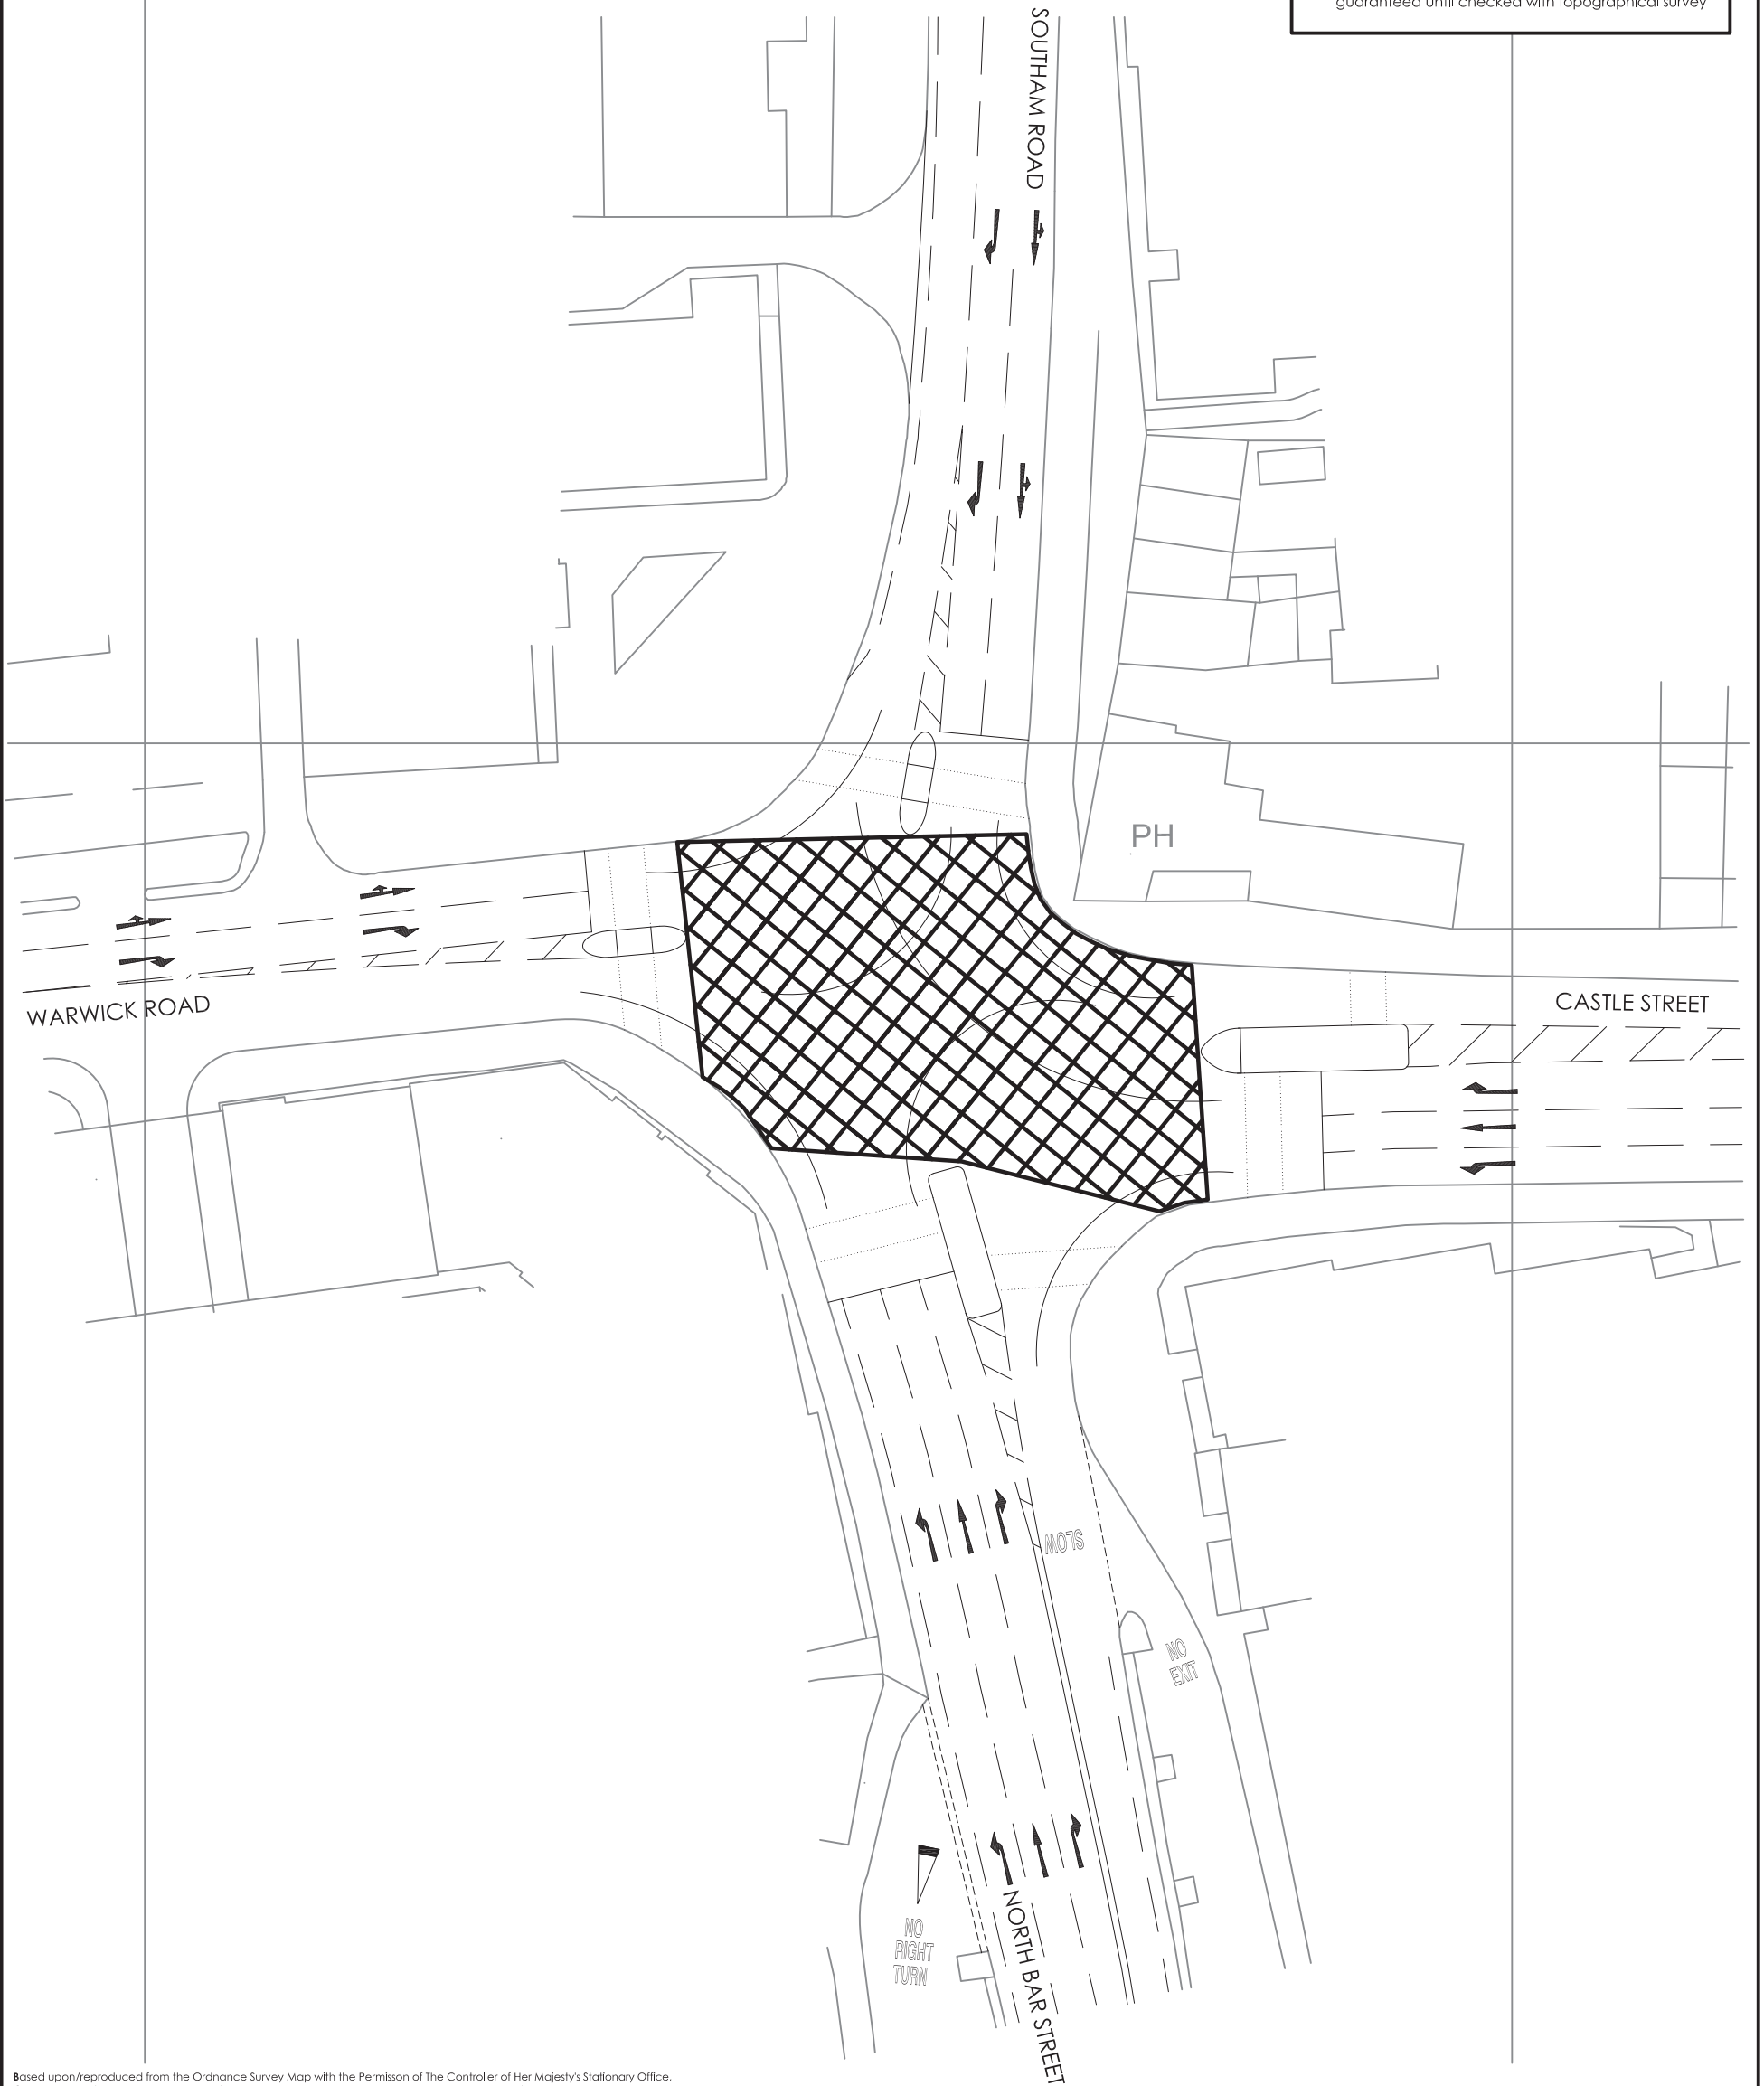 guaranteed until checked with topographical survey
SOUTHAM ROAD
PH
WARWICK ROAD
CASTLE STREET
SLOW
NO
EXIT
NO
RIGHT
TURN
NORTH BAR STREET
Based upon/reproduced from the Ordnance Survey Map with the Permisson of The Controller of Her Majesty's Stationary Office,